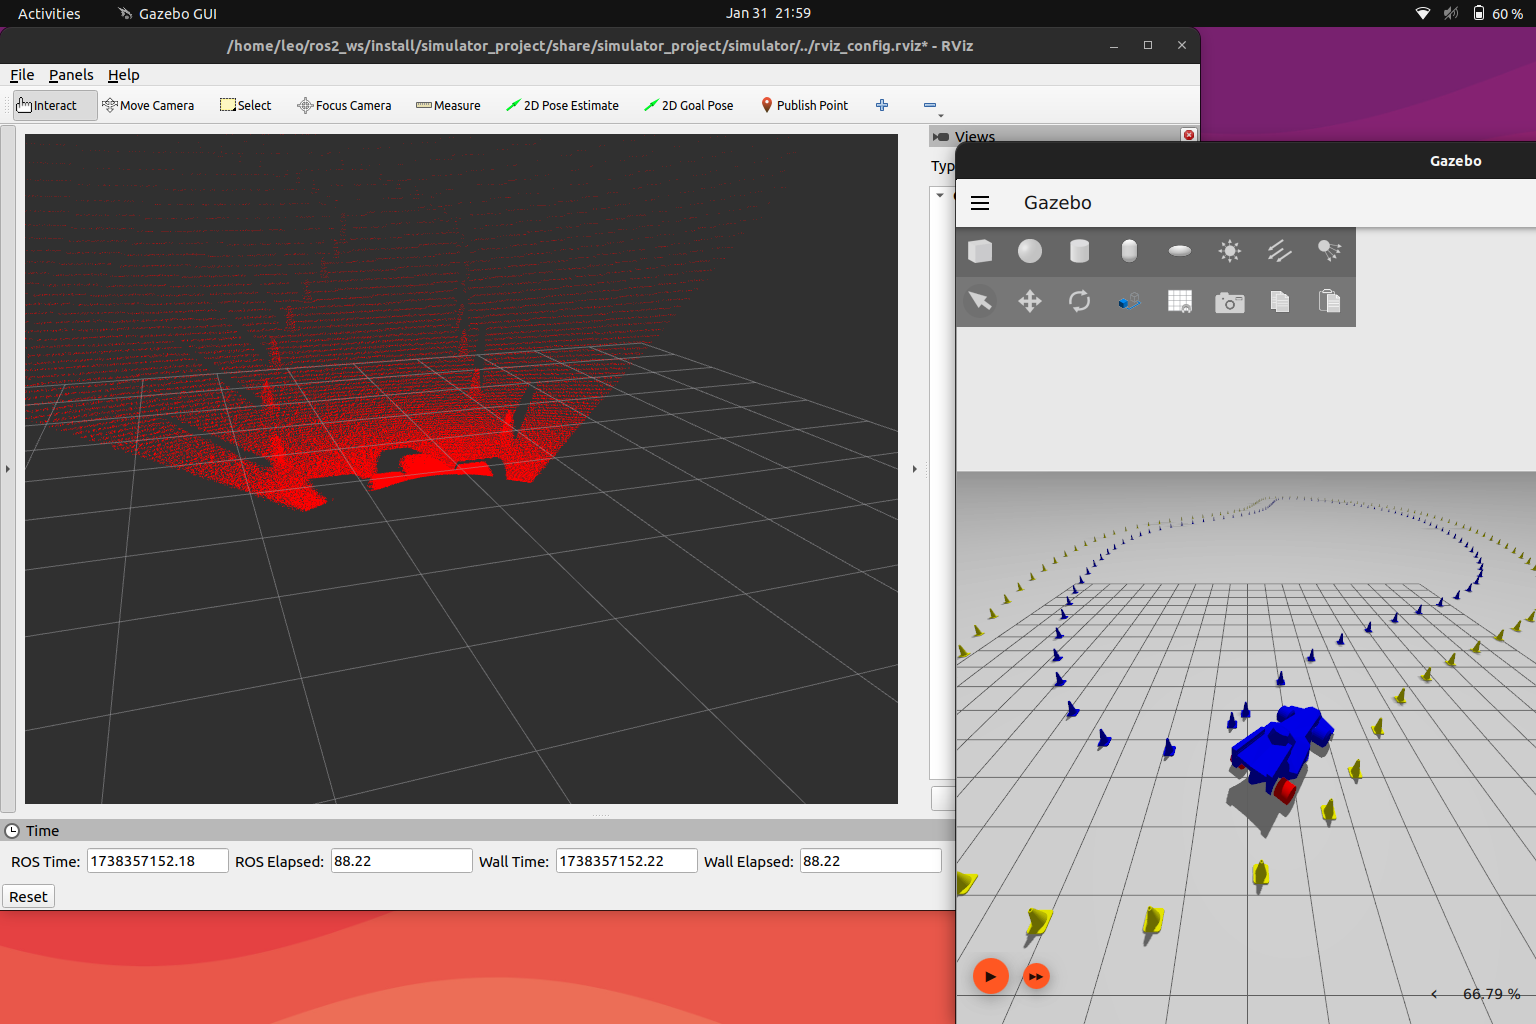 Activities
Gazebo GUI
Jan 31 21:59
60 %
/home/leo/ros2_ws/install/simulator_project/share/simulator_project/simulator/../rviz_config.rviz* - RViz
File Panels Help
Interact Move Camera Select Focus Camera Measure 2D Pose Estimate 2D Goal Pose Publish Point
Views
Typ
Gazebo
Gazebo
66.79 %
Time
ROS Time: 1738357152.18 ROS Elapsed: 88.22 Wall Time: 1738357152.22 Wall Elapsed: 88.22
Reset